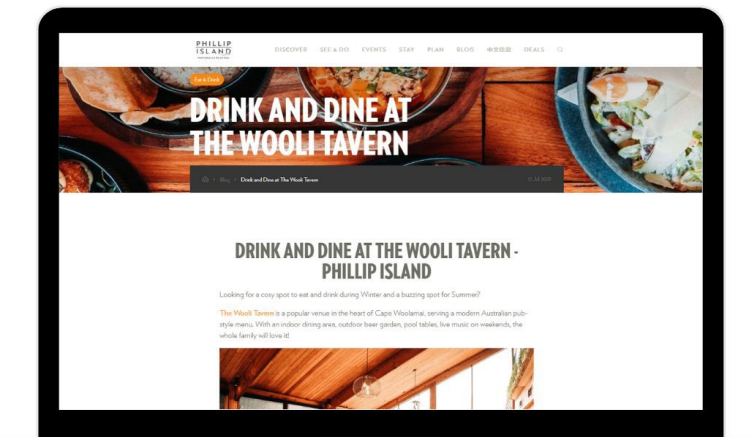 PHILLIP
ISLAND
DISCOVER SEE & DO EVENTS STAY PLAN BLOG DEALS
Eat & Drink
DRINK AND DINE AT
THE WOOLI TAVERN
Blog Drink and Dine at The Wooli Tavern
DRINK AND DINE AT THE WOOLI TAVERN -
PHILLIP ISLAND
Looking for a cosy spot to eat and drink during Winter and a buzzing spot for Summer?
The Wooli Tavern is a popular venue in the heart of Cape Woolamai, serving a modern Australian pub-
style menu. With an indoor dining area, outdoor beer garden, pool tables, live music on weekends, the
whole family will love it!